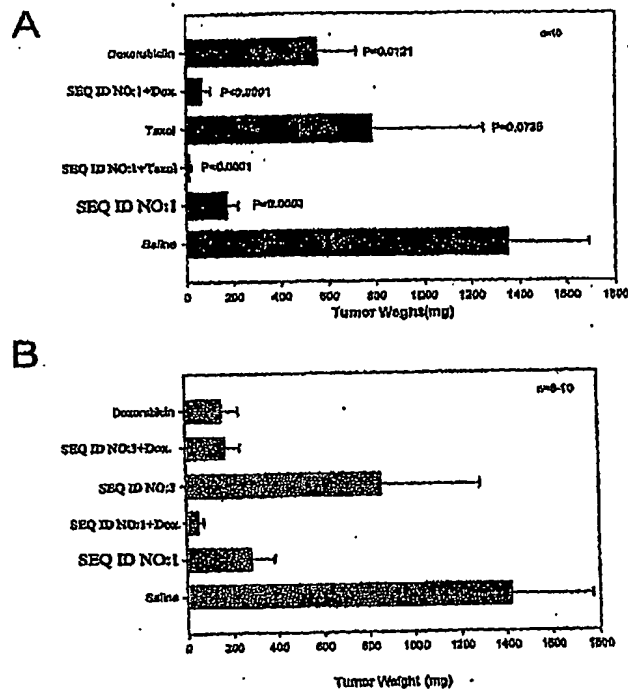 A
Doxorubicin
P=0.0121
n=10
SEQ ID NO:1+Dox.
P<0.0001
Taxol
P=0.0735
SEQ ID NO:1+Taxol
P<0.0001
SEQ ID NO:1
Saline
0 200 400 600 800 1000 1200 1400 1600 1800
Tumor Weight(mg)
B
Doxorubicin
n=8-10
SEQ ID NO:3+Dox.
SEQ ID NO:3
SEQ ID NO:1+Dox.
SEQ ID NO:1
Saline
0 200 400 600 800 1000 1200 1400 1600 1800
Tumor Weight (mg)